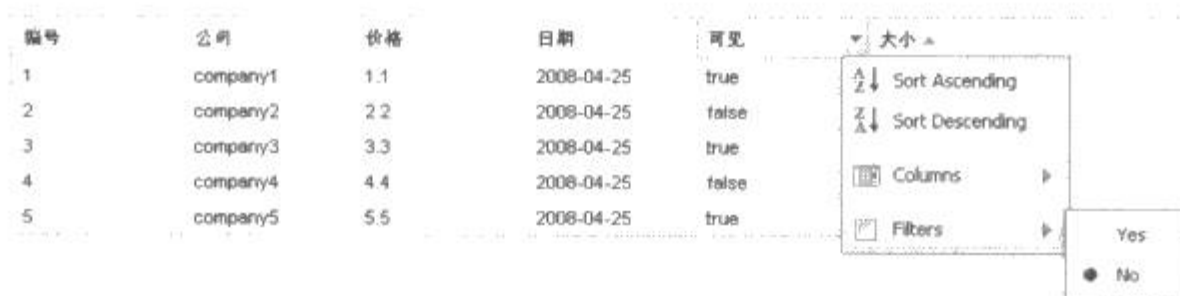 编号 公司 价格 日期 可见 大小
1 company1 1.1 2008-04-25 true
2 company2 2.2 2008-04-25 false
3 company3 3.3 2008-04-25 true
4 company4 4.4 2008-04-25 false
5 company5 5.5 2008-04-25 true
Sort Ascending
Sort Descending
Columns
Filters
Yes
No